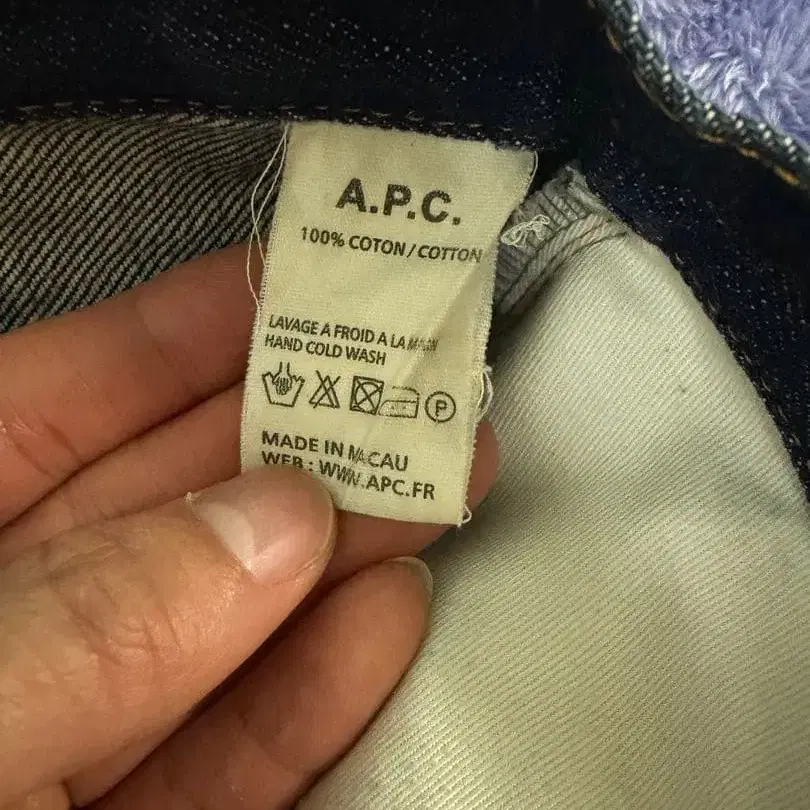 A.P.C.
100% COTON / COTTON
LAVAGE A FROID A LA MAIN
HAND COLD WASH
P
MADE IN MACAU
WEB : WWW.APC.FR